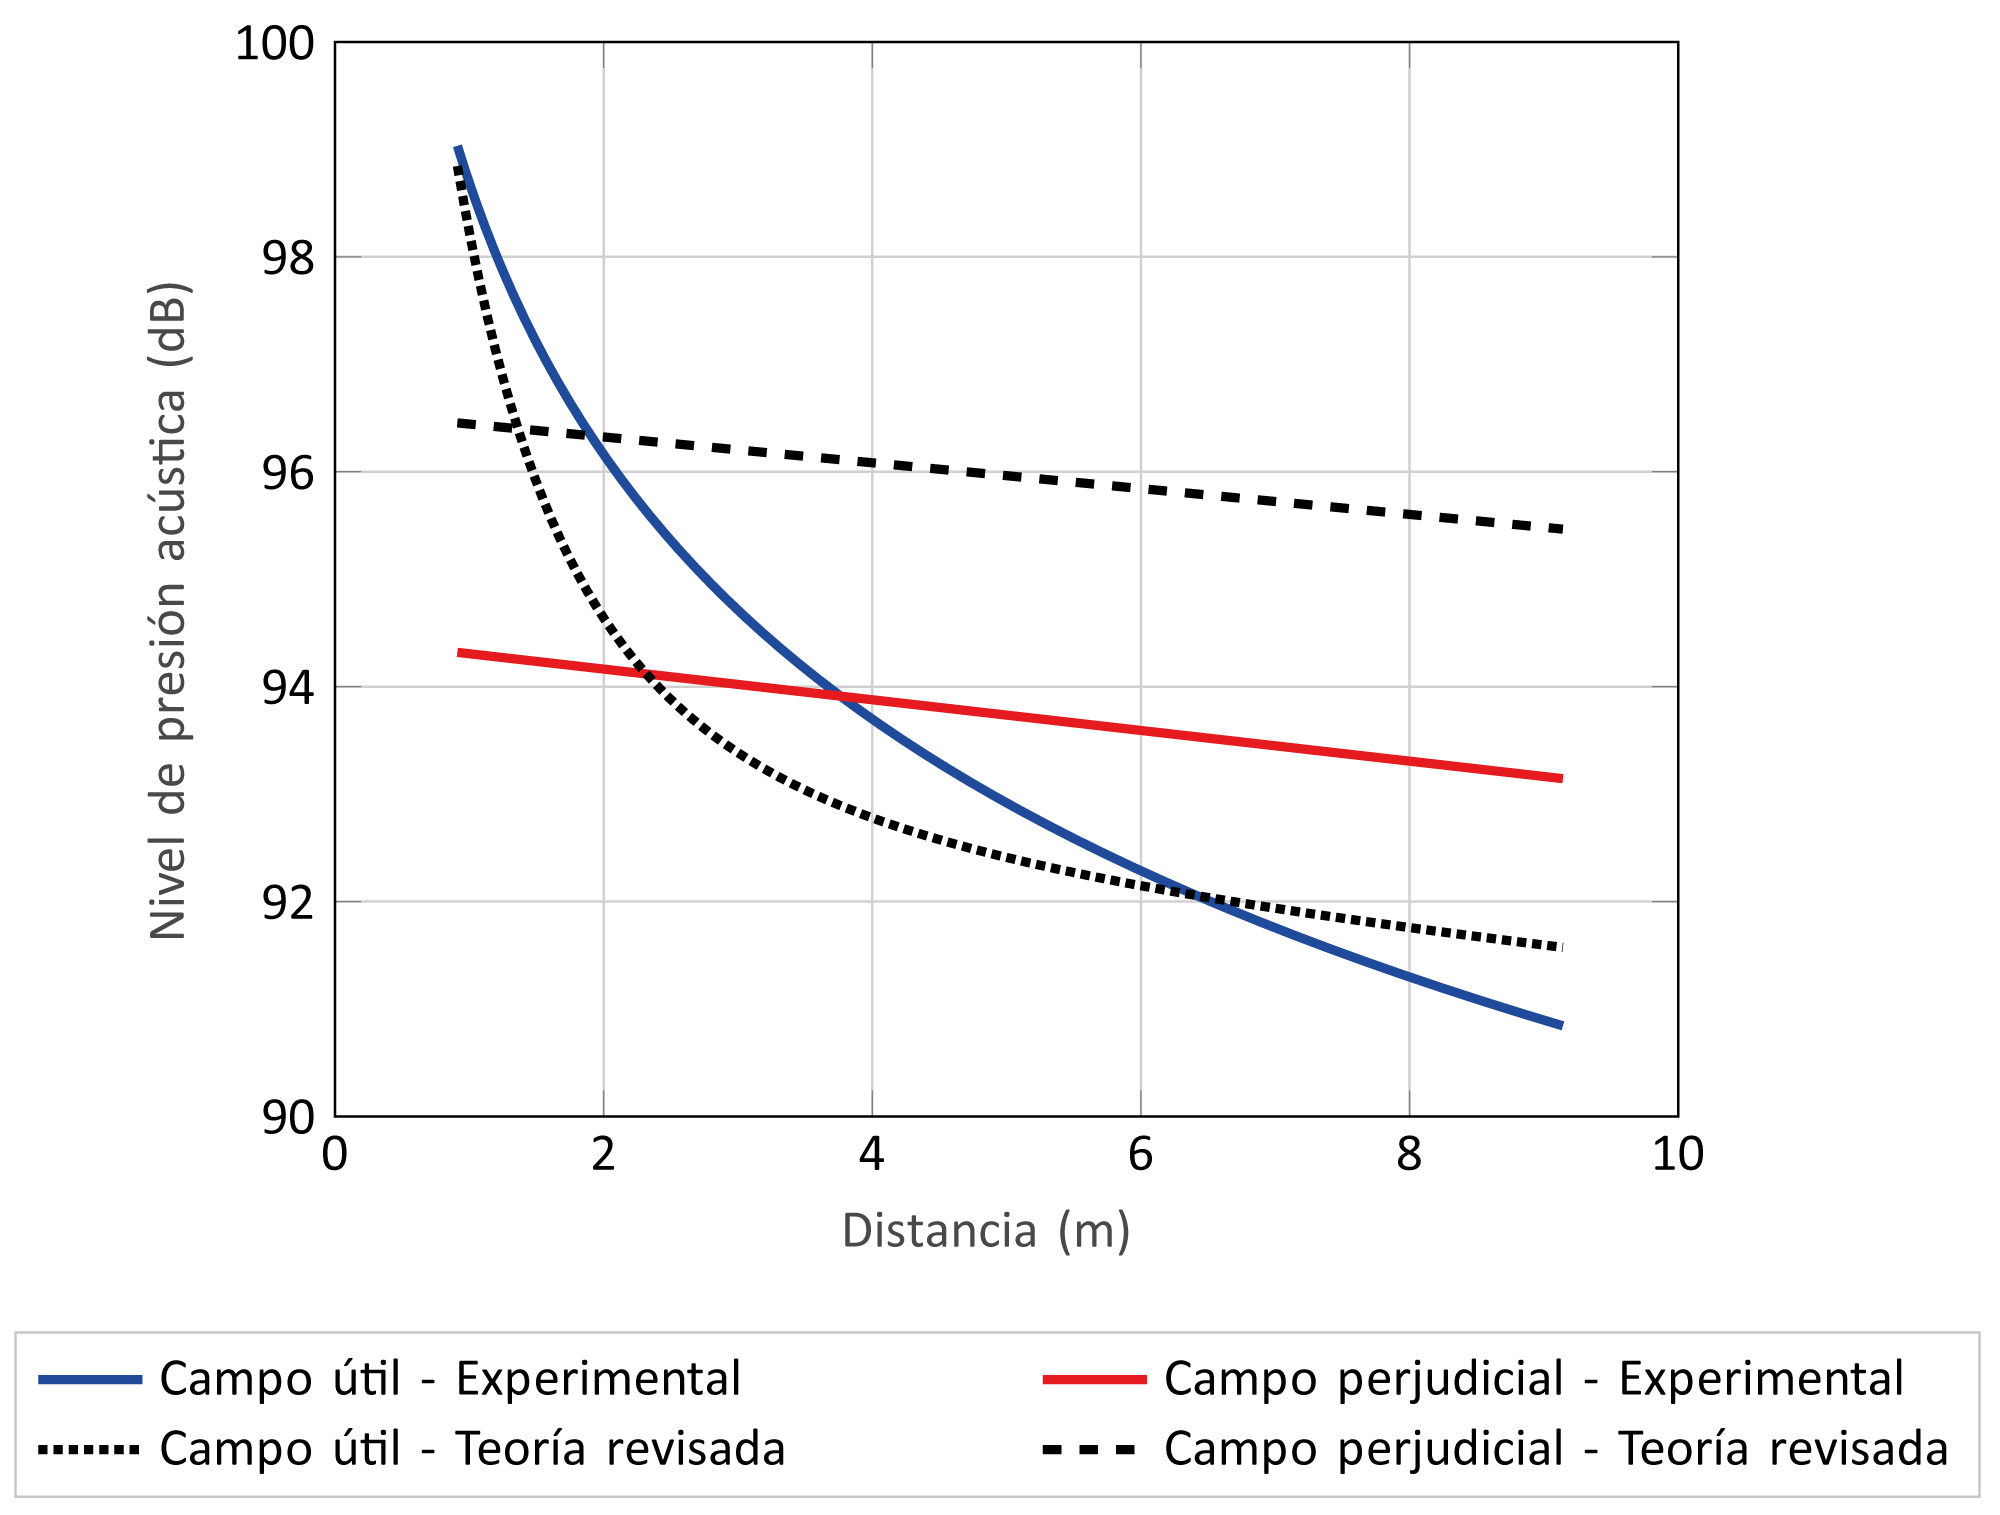 100
98
96
94
92
90
0 2 4 6 8 10
Nivel de presión acústica (dB)
Distancia (m)
Campo útil - Experimental
Campo perjudicial - Experimental
Campo útil - Teoría revisada
Campo perjudicial - Teoría revisada